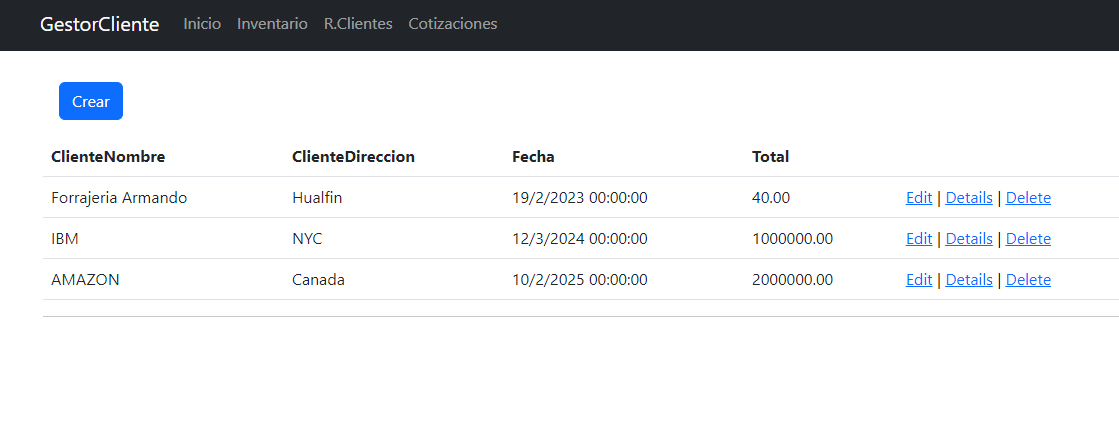 GestorCliente Inicio Inventario R.Clientes Cotizaciones
Crear
ClienteNombre ClienteDireccion Fecha Total
Forrajeria Armando Hualfin 19/2/2023 00:00:00 40.00 Edit | Details | Delete
IBM NYC 12/3/2024 00:00:00 1000000.00 Edit | Details | Delete
AMAZON Canada 10/2/2025 00:00:00 2000000.00 Edit | Details | Delete